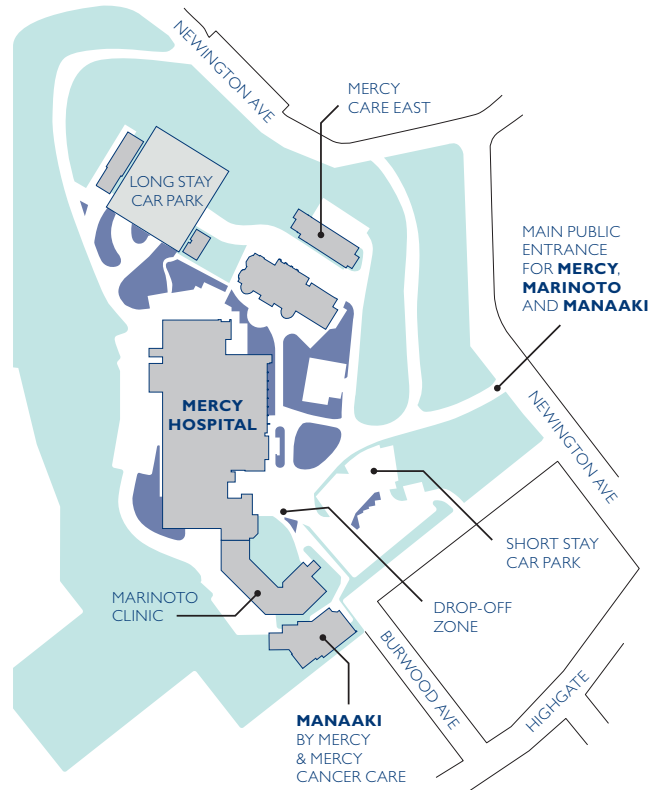 NEWINGTON AVE
MERCY
CARE EAST
LONG STAY
CAR PARK
MAIN PUBLIC
ENTRANCE
FOR MERCY,
MARINOTO
AND MANAAKI
MERCY
HOSPITAL
NEWINGTON AVE
SHORT STAY
CAR PARK
MARINOTO
CLINIC
DROP-OFF
ZONE
BURWOOD AVE
HIGHGATE
MANAAKI
BY MERCY
& MERCY
CANCER CARE